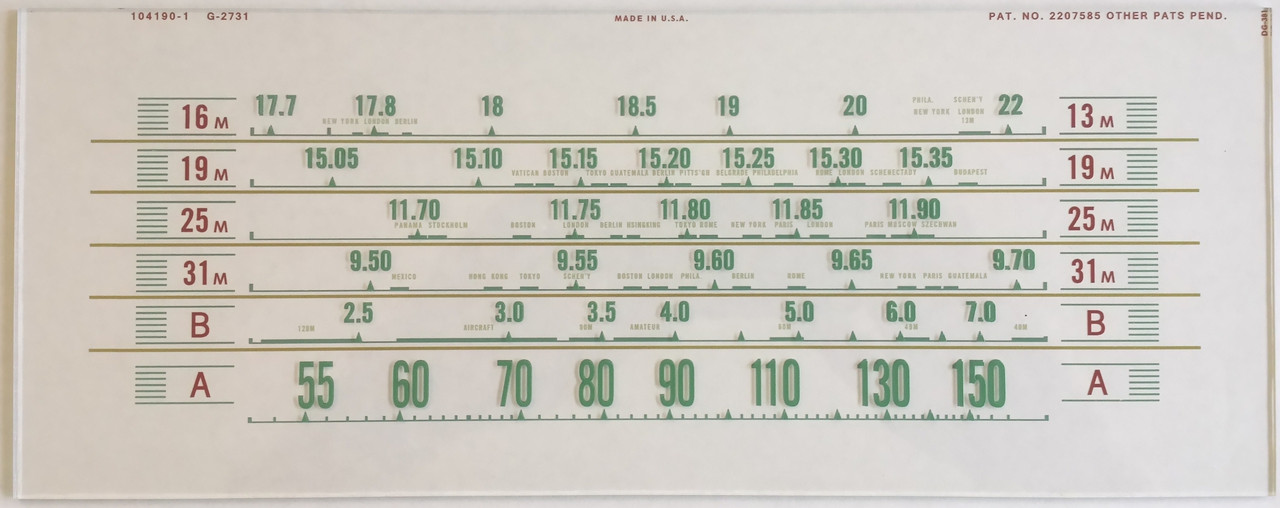 104190-1 G-2731 MADE IN U.S.A. PAT. NO. 2207585 OTHER PATS PEND.
DG-381
PHILA. SCHEN'Y
17.7 17.8 18 18.5 19 20 22
NEW YORK LONDON
16 M NEW YORK LONDON BERLIN 13M 13 M
15.05 15.10 15.15 15.20 15.25 15.30 15.35
19 M VATICAN BOSTON TOKYO GUATEMALA BERLIN PITTS'GH BELGRADE PHILADELPHIA ROME LONDON SCHENECTADY BUDAPEST 19 M
11.70 11.75 11.80 11.85 11.90
25 M PANAMA STOCKHOLM BOSTON LONDON BERLIN HSINGKING TOKYO ROME NEW YORK PARIS LONDON PARIS MOSCOW SZECHWAN 25 M
9.50 9.55 9.60 9.65 9.70
31 M MEXICO HONG KONG TOKYO SCHEN'Y BOSTON LONDON PHILA. BERLIN ROME NEW YORK PARIS GUATEMALA 31 M
2.5 3.0 3.5 4.0 5.0 6.0 7.0
B 120M AIRCRAFT AMATEUR 40M B
55 60 70 80 90 110 130 150
A A